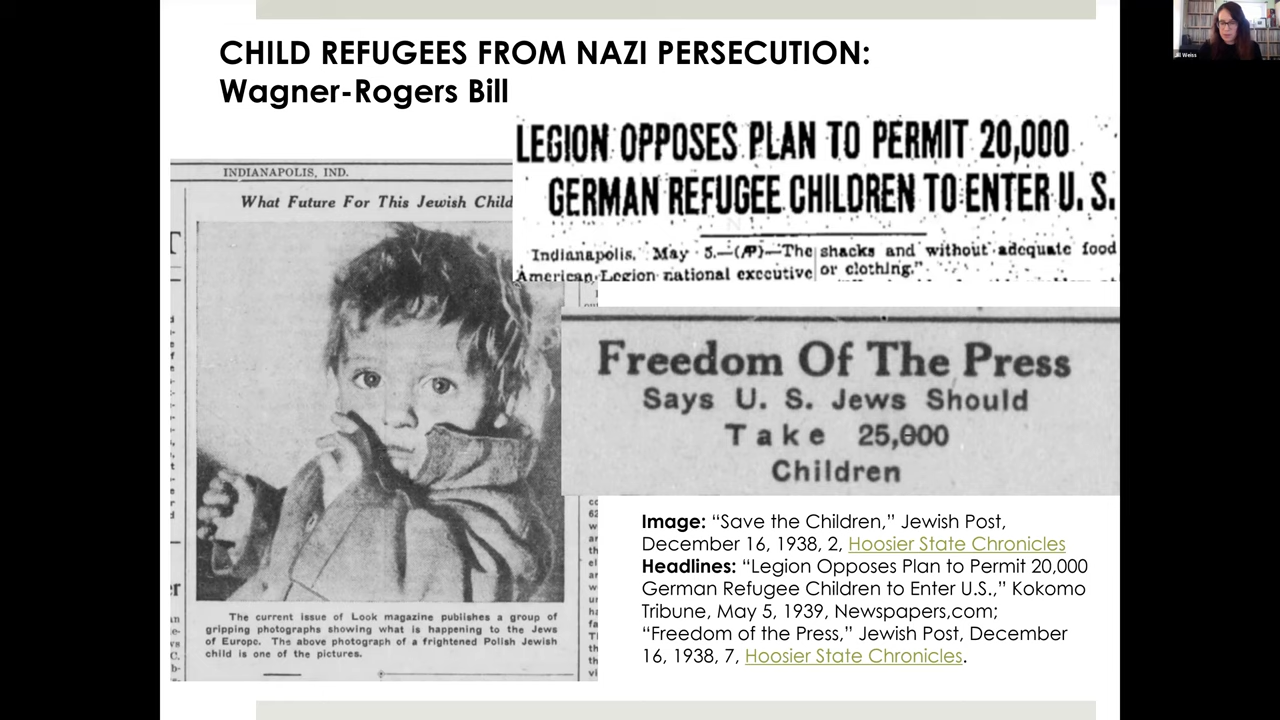 CHILD REFUGEES FROM NAZI PERSECUTION:
Wagner-Rogers Bill
INDIANAPOLIS, IND.
What Future For This Jewish Child
The current issue of Look magazine publishes a group of
gripping photographs showing what is happening to the Jews
of Europe. The above photograph of a frightened Polish Jewish
child is one of the pictures.
LEGION OPPOSES PLAN TO PERMIT 20,000
GERMAN REFUGEE CHILDREN TO ENTER U. S.
Indianapolis, May 5.—(AP)—The
American Legion national executive
shacks and without adequate food
or clothing."
Freedom Of The Press
Says U. S. Jews Should
Take 25,000
Children
Image: “Save the Children,” Jewish Post,
December 16, 1938, 2, Hoosier State Chronicles
Headlines: “Legion Opposes Plan to Permit 20,000
German Refugee Children to Enter U.S.,” Kokomo
Tribune, May 5, 1939, Newspapers,com;
“Freedom of the Press,” Jewish Post, December
16, 1938, 7, Hoosier State Chronicles.
Weiss